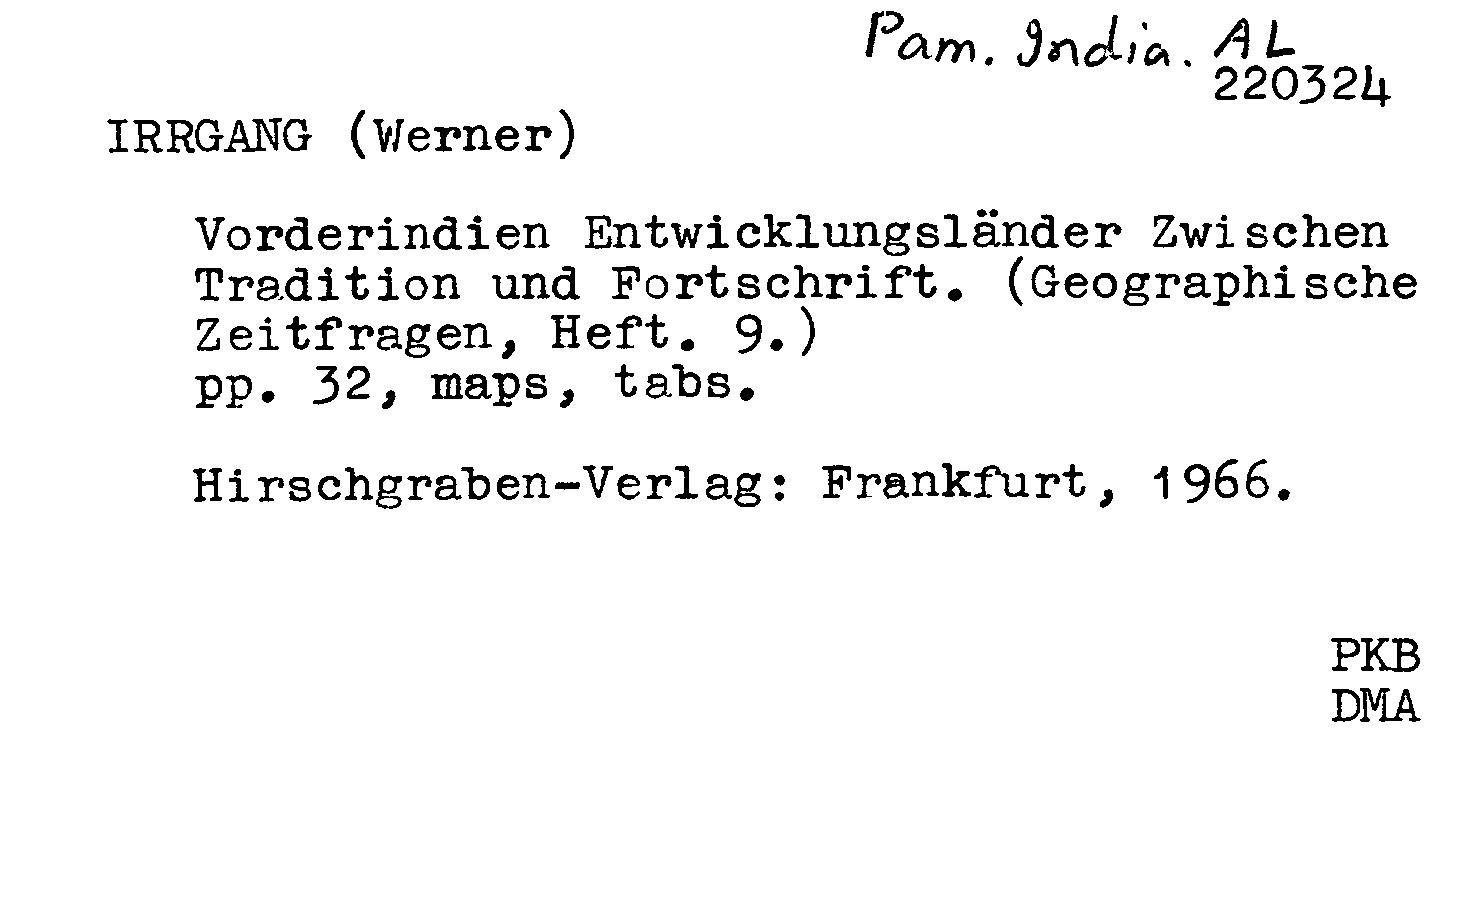 Pam. India. AL
220324
IRRGANG (Werner)
Vorderindien Entwicklungsländer Zwischen
Tradition und Fortschrift. (Geographische
Zeitfragen, Heft. 9.)
pp. 32, maps, tabs.
Hirschgraben-Verlag: Frankfurt, 1966.
PKB
DMA